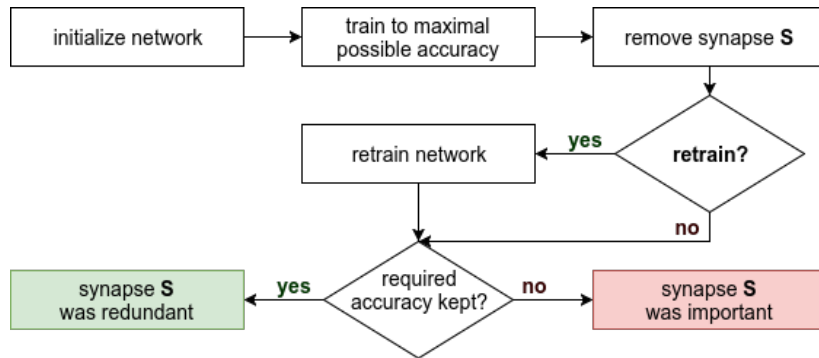 initialize network
train to maximal
possible accuracy
remove synapse S
retrain?
yes
retrain network
no
required
accuracy kept?
yes
no
synapse S
was redundant
synapse S
was important